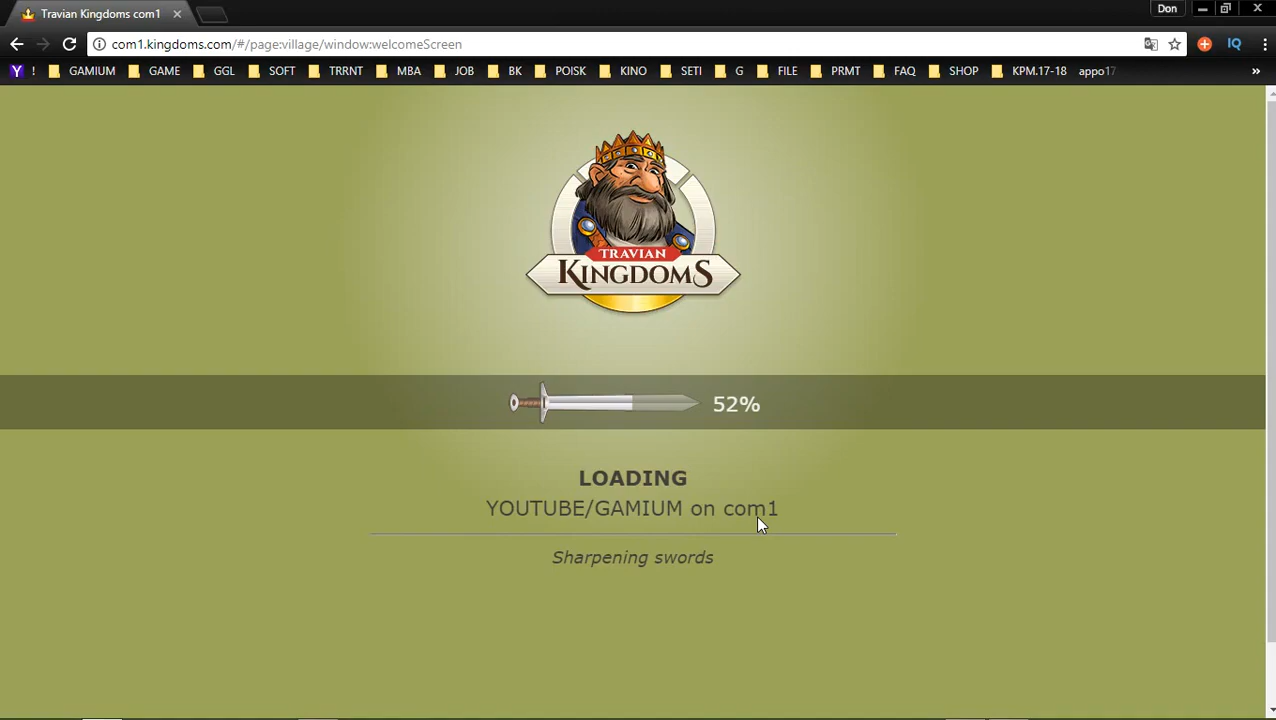 Travian Kingdoms com1
Don
com1.kingdoms.com/#/page:village/window:welcomeScreen
IQ
Y ! GAMIUM GAME GGL SOFT TRRNT MBA JOB BK POISK KINO SETI G FILE PRMT FAQ SHOP KPM.17-18 appo17 »
TRAVIAN
KINGDOMS
52%
LOADING
YOUTUBE/GAMIUM on com1
Sharpening swords